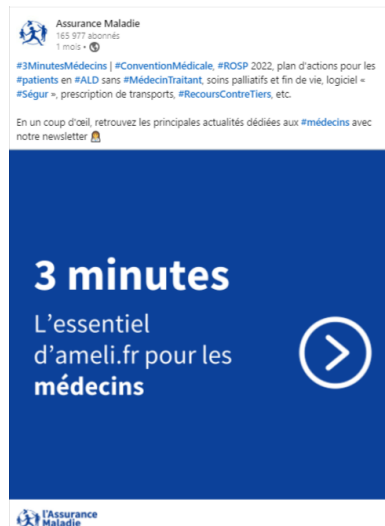 Assurance Maladie
165 977 abonnés
1 mois •
#3MinutesMédecins | #ConventionMédicale, #ROSP 2022, plan d'actions pour les
#patients en #ALD sans #MédecinTraitant, soins palliatifs et fin de vie, logiciel «
#Ségur », prescription de transports, #RecoursContreTiers, etc.
En un coup d'œil, retrouvez les principales actualités dédiées aux #médecins avec
notre newsletter
3 minutes
L'essentiel
d'ameli.fr pour les
médecins
l'Assurance
Maladie